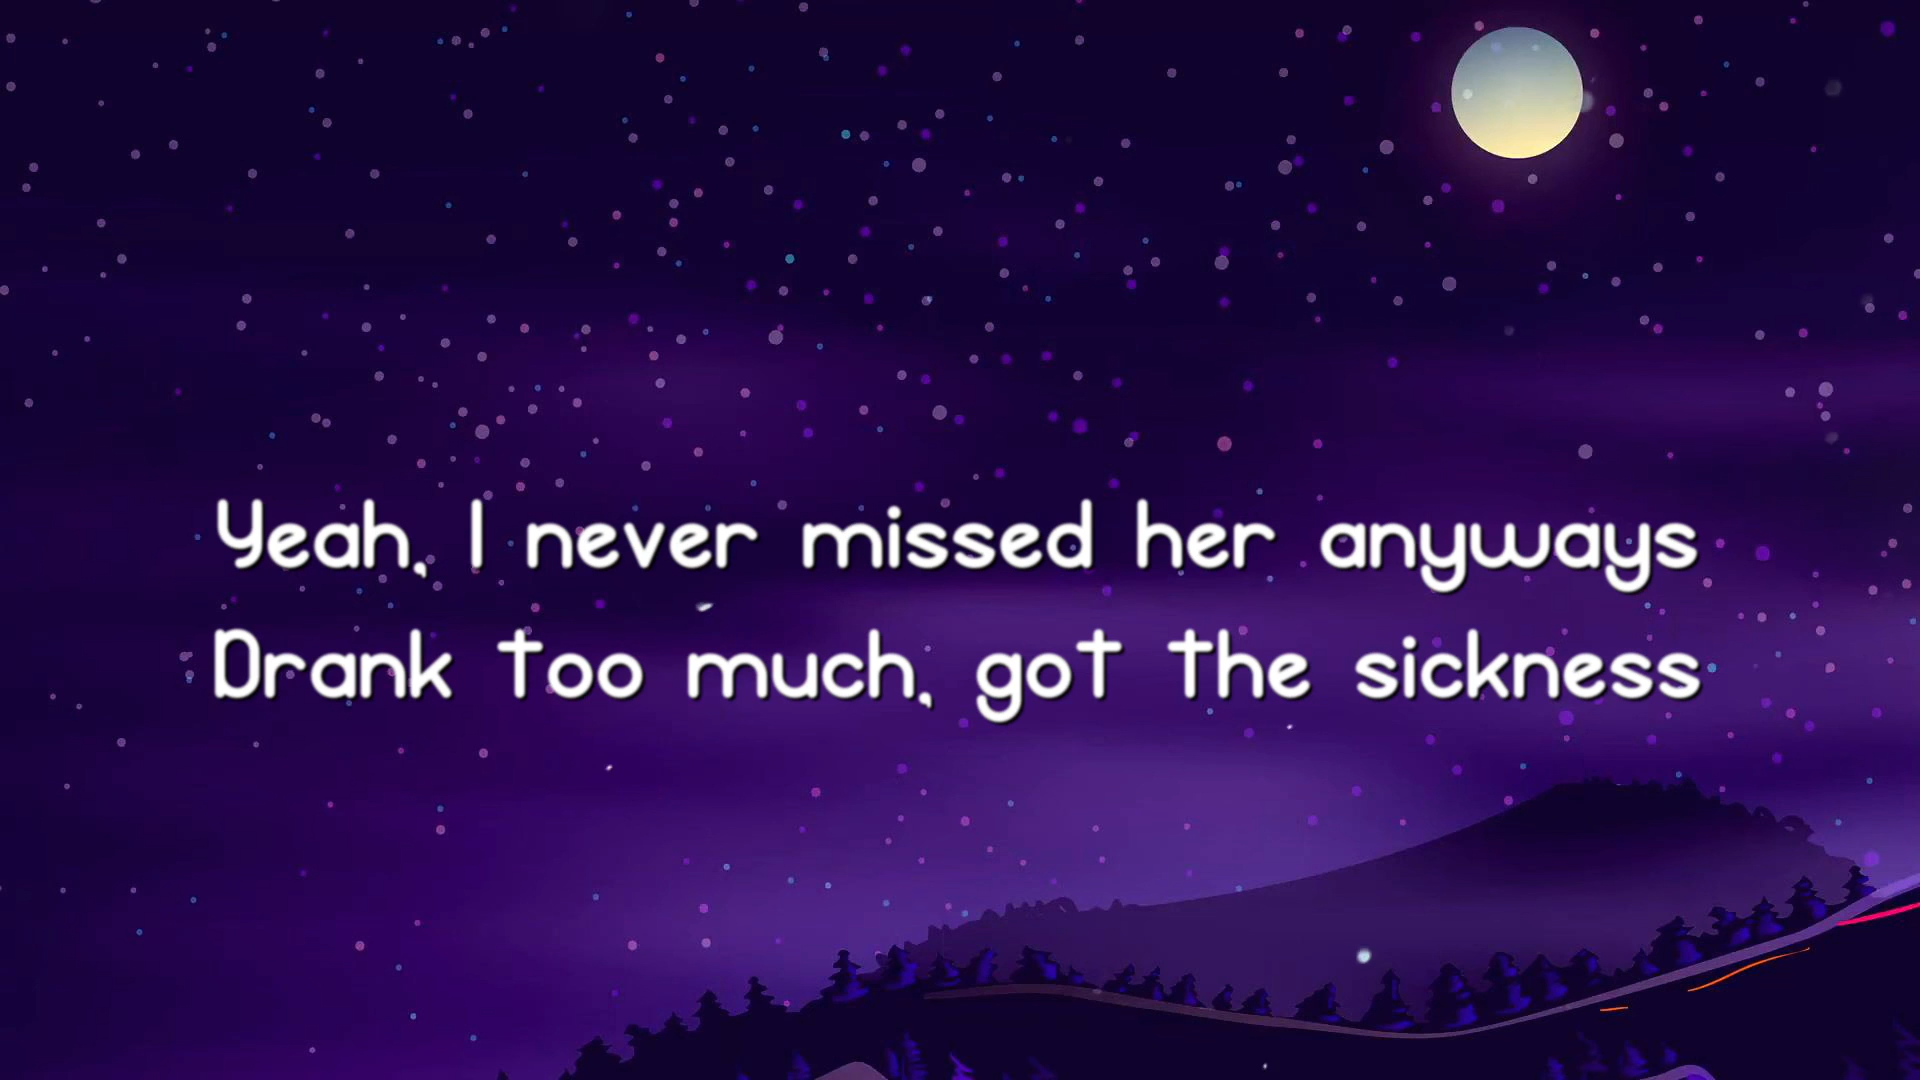 Yeah, I never missed her anyways
Drank too much, got the sickness